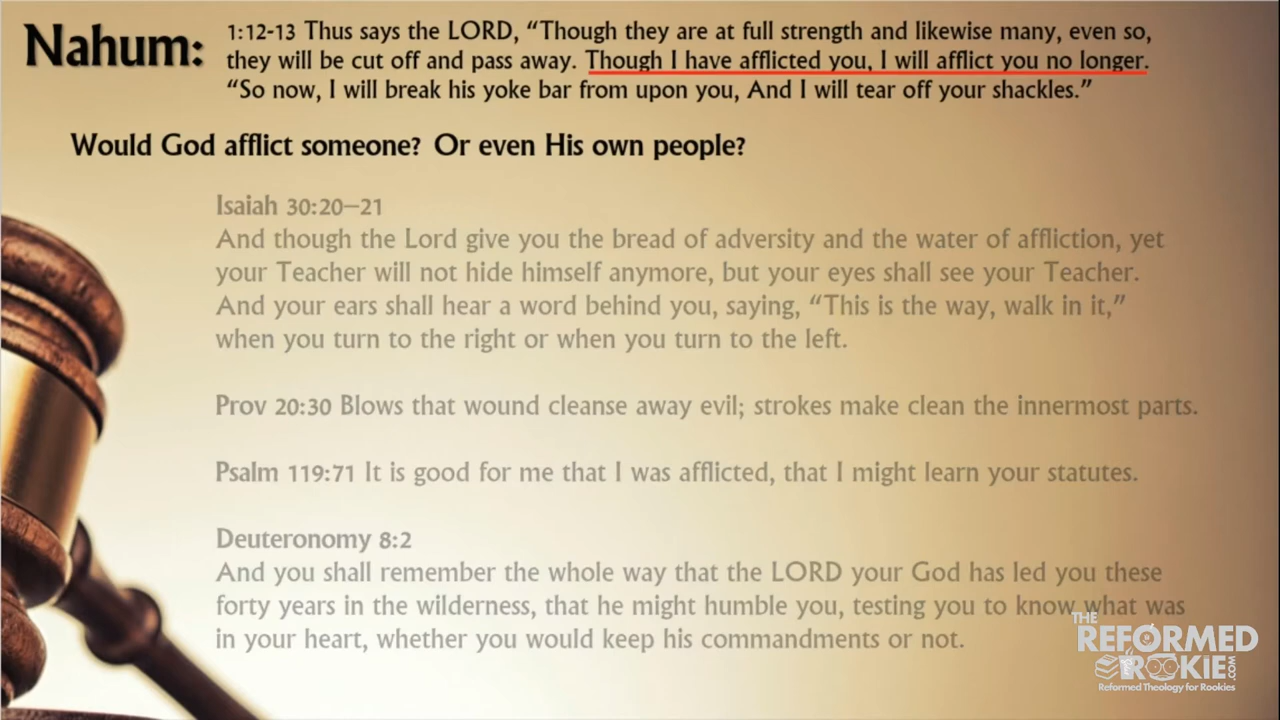 Nahum:
1:12-13 Thus says the LORD, “Though they are at full strength and likewise many, even so,
they will be cut off and pass away. Though I have afflicted you, I will afflict you no longer.
“So now, I will break his yoke bar from upon you, And I will tear off your shackles.”
Would God afflict someone? Or even His own people?
Isaiah 30:20–21
And though the Lord give you the bread of adversity and the water of affliction, yet
your Teacher will not hide himself anymore, but your eyes shall see your Teacher.
And your ears shall hear a word behind you, saying, “This is the way, walk in it,”
when you turn to the right or when you turn to the left.
Prov 20:30 Blows that wound cleanse away evil; strokes make clean the innermost parts.
Psalm 119:71 It is good for me that I was afflicted, that I might learn your statutes.
Deuteronomy 8:2
And you shall remember the whole way that the LORD your God has led you these
forty years in the wilderness, that he might humble you, testing you to know what was
in your heart, whether you would keep his commandments or not.
THE
REFORMED
ROOKIE.COM
Reformed Theology for Rookies